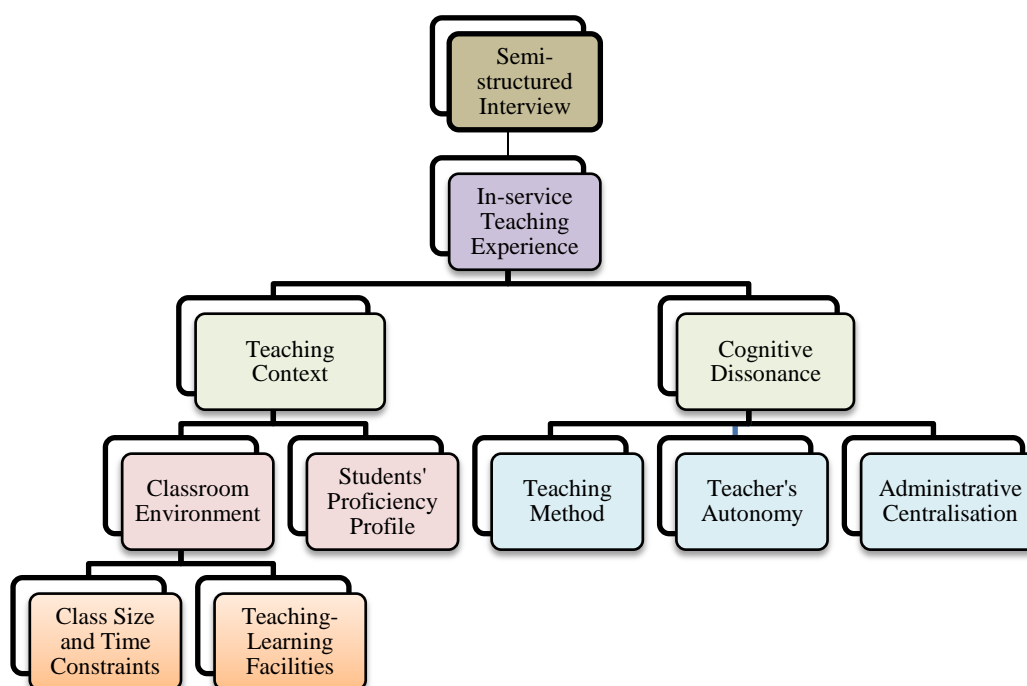 Semi-
structured
Interview
In-service
Teaching
Experience
Teaching
Context
Cognitive
Dissonance
Classroom
Environment
Students'
Proficiency
Profile
Teaching
Method
Teacher's
Autonomy
Administrative
Centralisation
Class Size
and Time
Constraints
Teaching-
Learning
Facilities